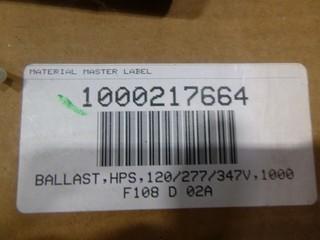 MATERIAL MASTER LABEL
1000217664
BALLAST,HPS,120/277/347V,1000
F108 D 02A